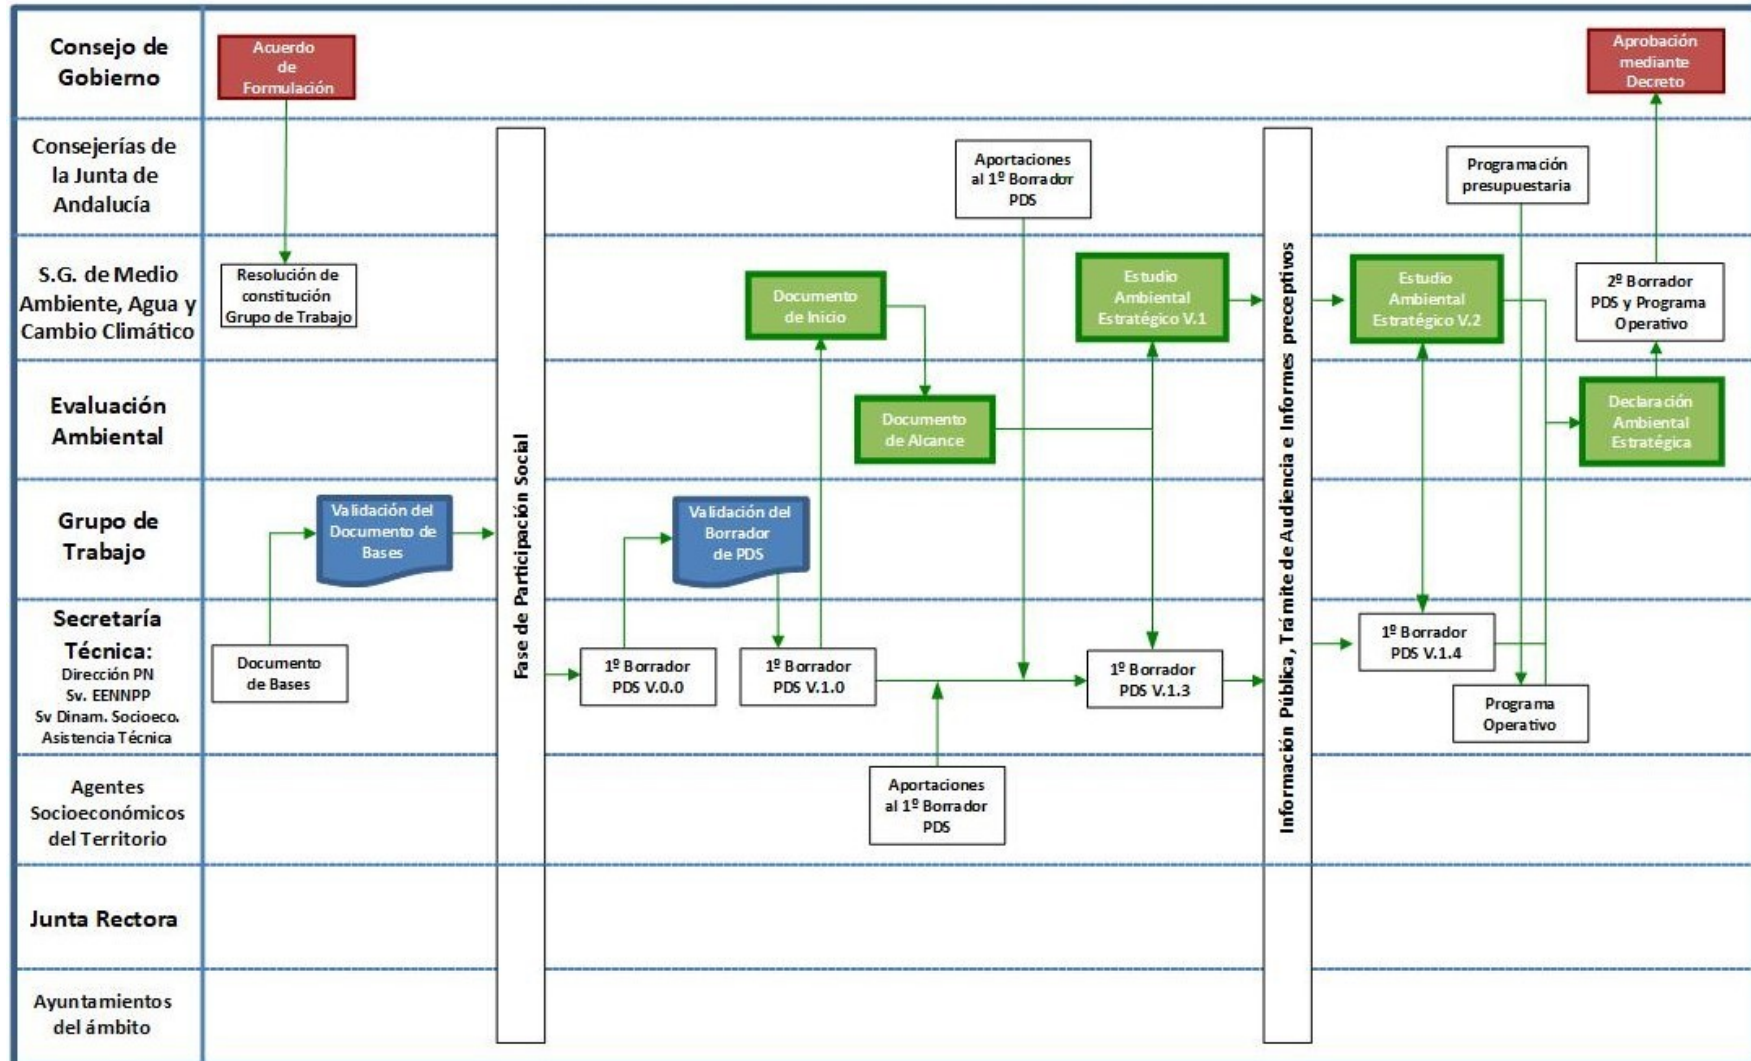 Consejo de
Gobierno
Acuerdo
de
Formulación
Aprobación
mediante
Decreto
Consejerías de
la Junta de
Andalucía
Aportaciones
al 1º Borrador
PDS
Programación
presupuestaria
S.G. de Medio
Ambiente, Agua y
Cambio Climático
Resolución de
constitución
Grupo de Trabajo
Documento
de Inicio
Estudio
Ambiental
Estratégico V.1
Estudio
Ambiental
Estratégico V.2
2º Borrador
PDS y Programa
Operativo
Evaluación
Ambiental
Documento
de Alcance
Declaración
Ambiental
Estratégica
Grupo de
Trabajo
Validación del
Documento de
Bases
Fase de Participación Social
Validación del
Borrador
de PDS
Información Pública, Trámite de Audiencia e Informes preceptivos
Secretaría
Técnica:
Dirección PN
Sv. EENNPP
Sv Dinam. Socioeco.
Asistencia Técnica
Documento
de Bases
1º Borrador
PDS V.0.0
1º Borrador
PDS V.1.0
1º Borrador
PDS V.1.3
1º Borrador
PDS V.1.4
Programa
Operativo
Agentes
Socioeconómicos
del Territorio
Aportaciones
al 1º Borrador
PDS
Junta Rectora
Ayuntamientos
del ámbito